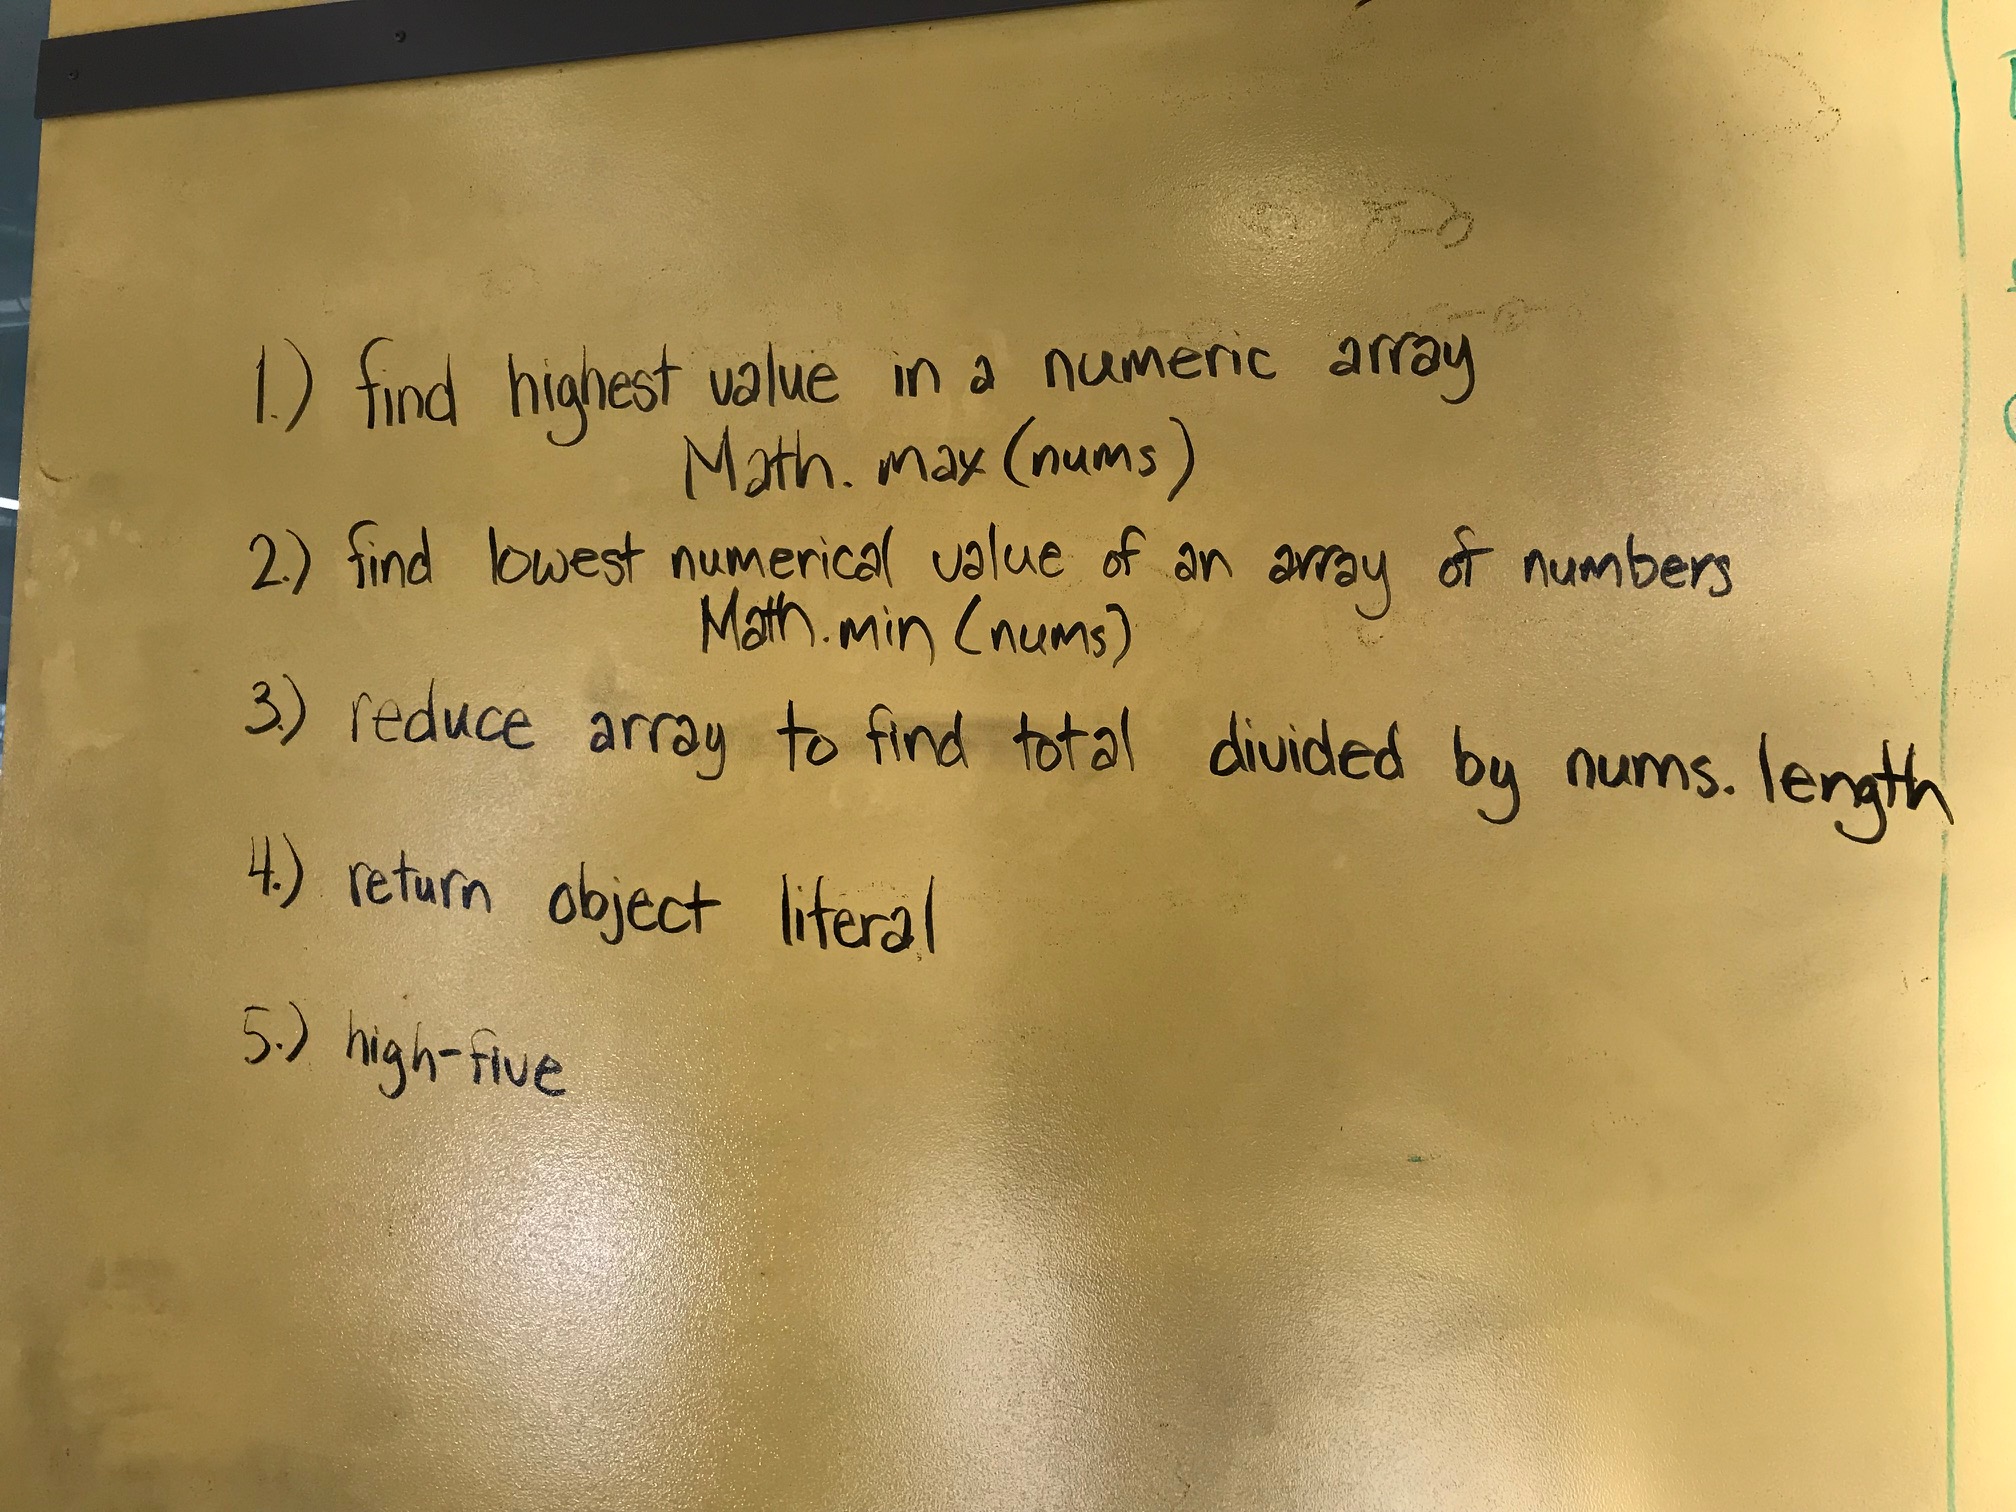 1.) find highest value in a numeric array
Math.max(nums)
2.) find lowest numerical value of an array of numbers
Math.min(nums)
3.) reduce array to find total divided by nums.length
4.) return object literal
5.) high-five